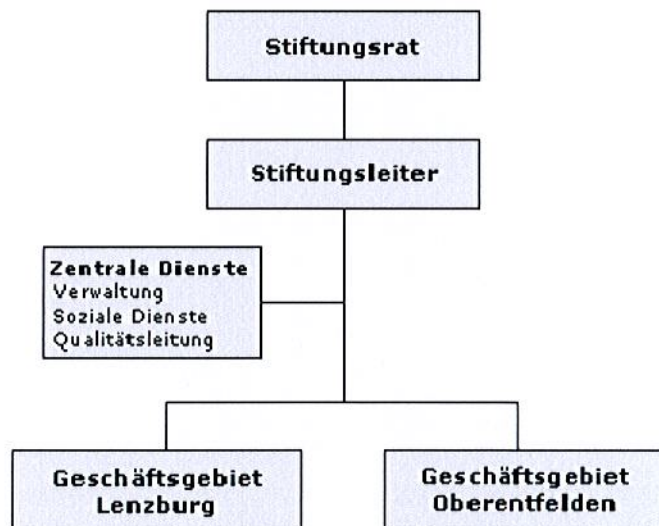 Stiftungsrat
Stiftungsleiter
Zentrale Dienste
Verwaltung
Soziale Dienste
Qualitätsleitung
Geschäftsgebiet
Lenzburg
Geschäftsgebiet
Oberentfelden